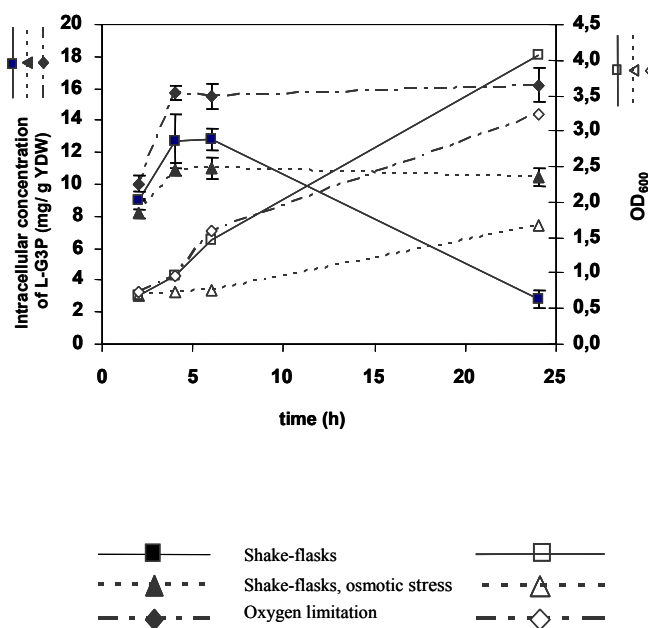 20
18
16
14
12
10
8
6
4
2
0
4,5
4,0
3,5
3,0
2,5
2,0
1,5
1,0
0,5
0,0
0 5 10 15 20 25
Intracellular concentration
of L-G3P (mg/ g YDW)
OD600
time (h)
Shake-flasks
Shake-flasks, osmotic stress
Oxygen limitation